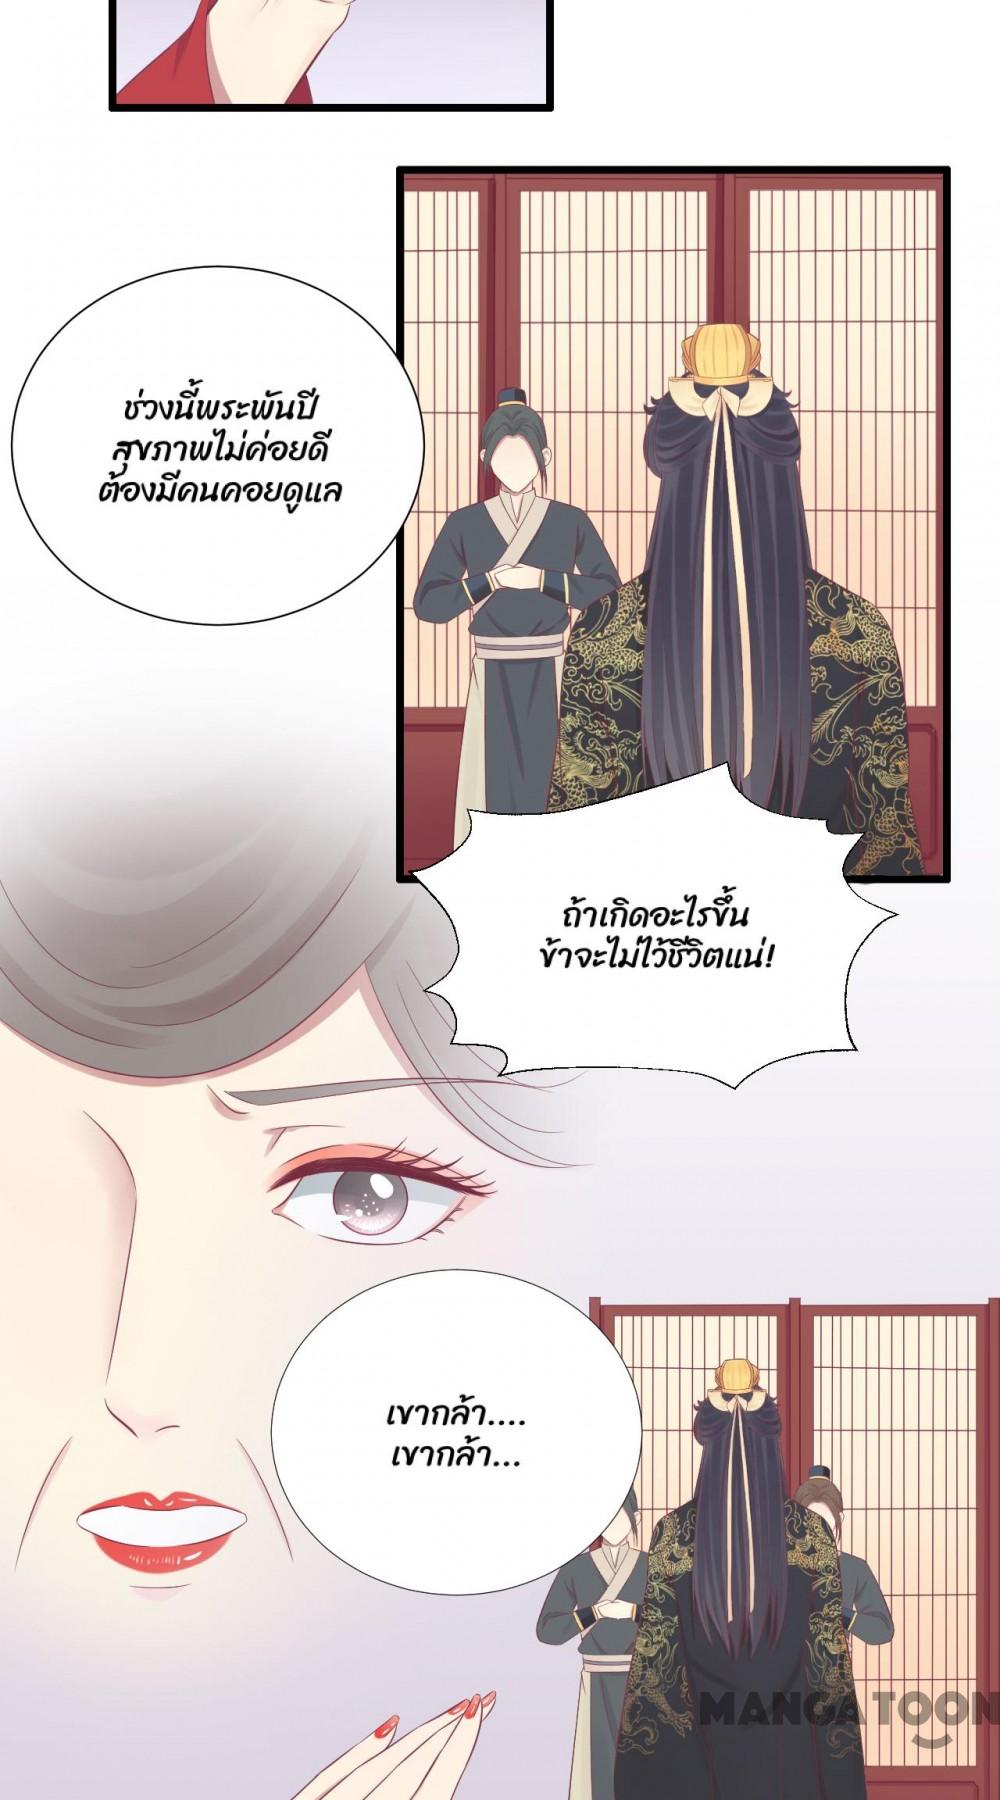 ช่วงนี้พระพันปี
สุขภาพไม่ค่อยดี
ต้องมีคนคอยดูแล
ถ้าเกิดอะไรขึ้น
ข้าจะไม่ไว้ชีวิตแน่!
เขากล้า....
เขากล้า...
MANGATOON